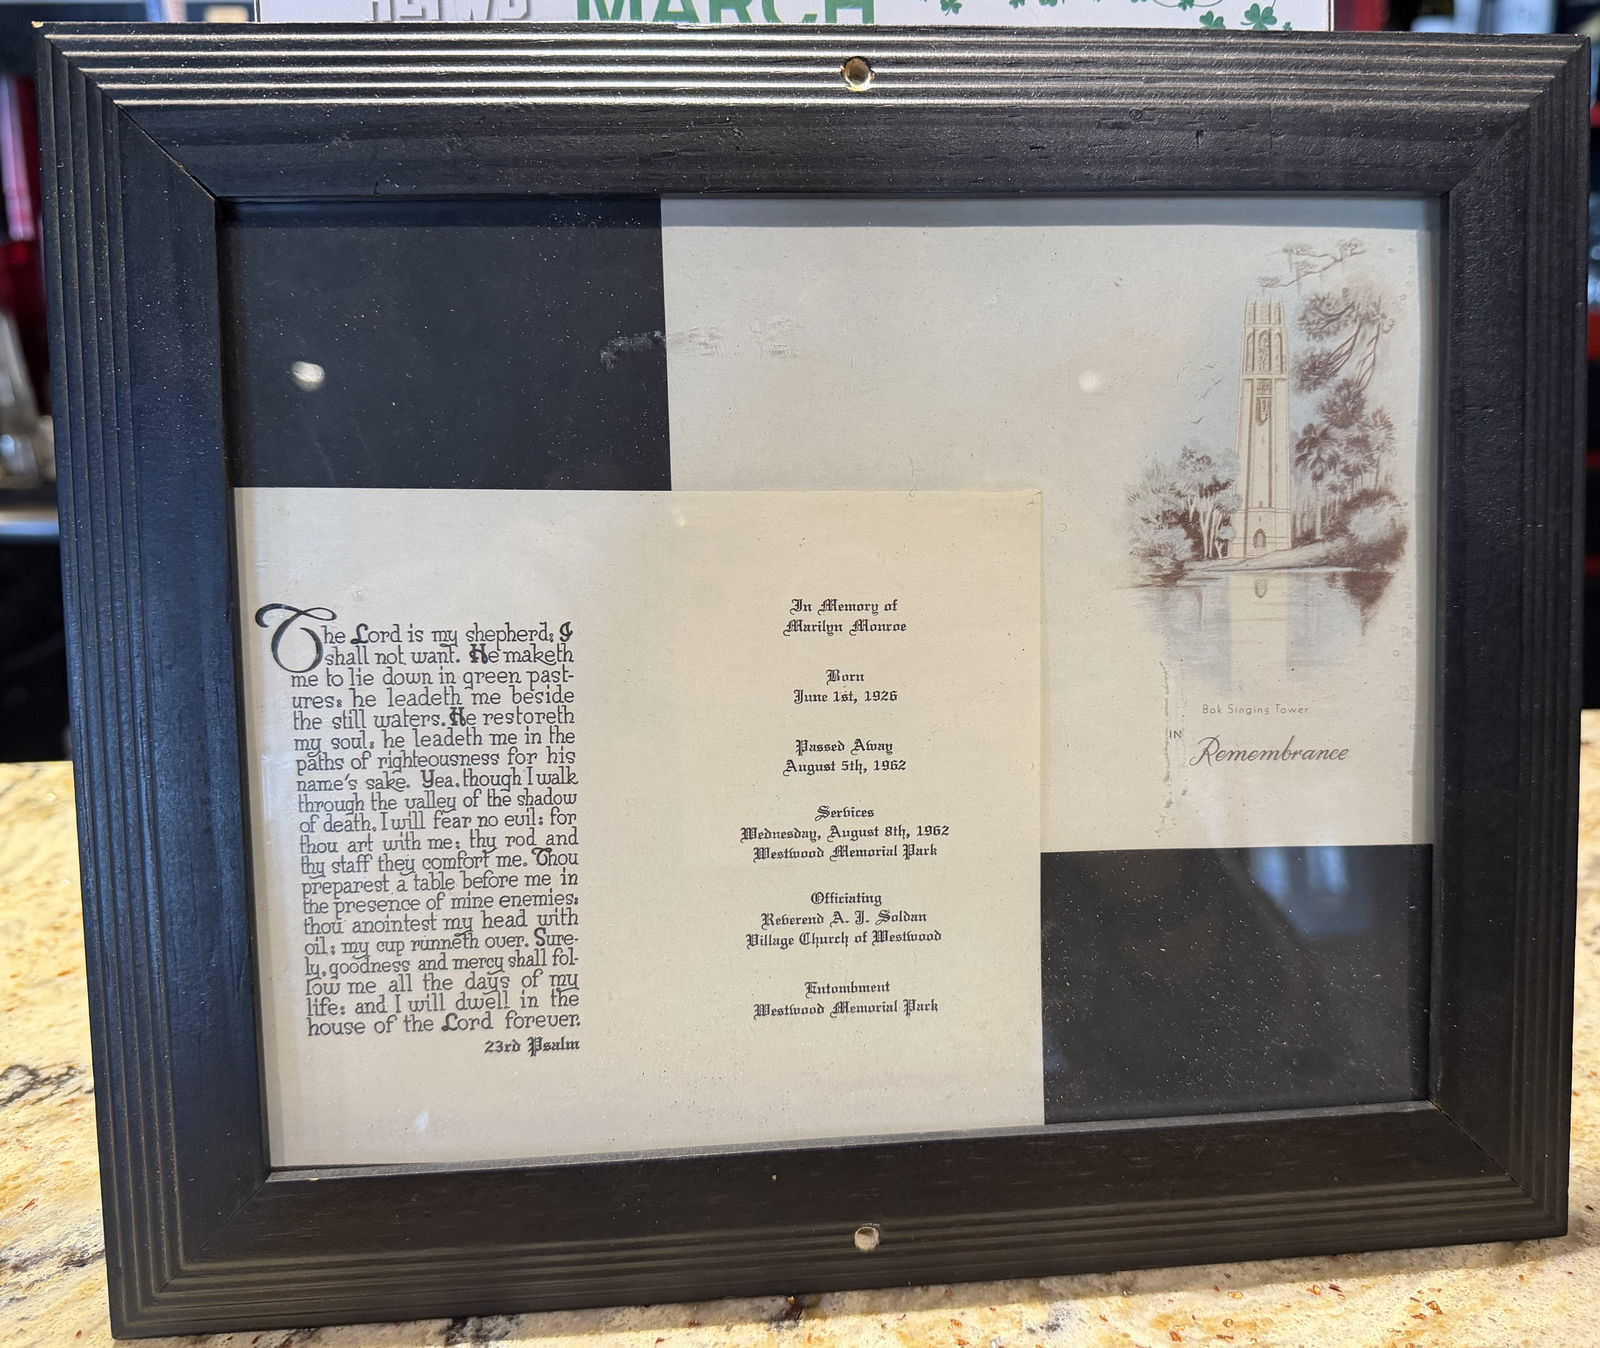 MARCH
The Lord is my shepherd; I
shall not want. He maketh
me to lie down in green past-
ures: he leadeth me beside
the still waters. He restoreth
my soul: he leadeth me in the
paths of righteousness for his
name's sake. Yea, though I walk
through the valley of the shadow
of death, I will fear no evil: for
thou art with me; thy rod and
thy staff they comfort me. Thou
preparest a table before me in
the presence of mine enemies:
thou anointest my head with
oil; my cup runneth over. Sure-
ly, goodness and mercy shall fol-
low me all the days of my
life: and I will dwell in the
house of the Lord forever.
23rd Psalm
In Memory of
Marilyn Monroe
Born
June 1st, 1926
Passed Away
August 5th, 1962
Services
Wednesday, August 8th, 1962
Westwood Memorial Park
Officiating
Reverend A. J. Soldan
Village Church of Westwood
Entombment
Westwood Memorial Park
Bok Singing Tower
IN
Remembrance